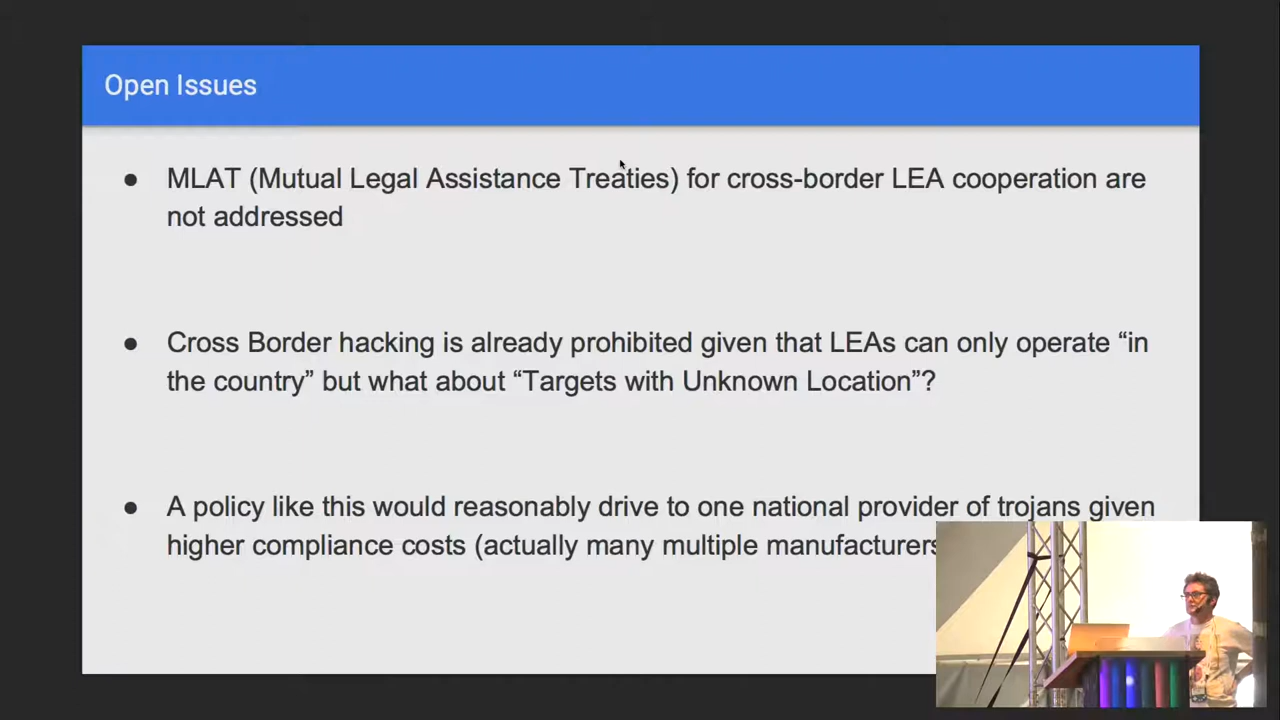 Open Issues
● MLAT (Mutual Legal Assistance Treaties) for cross-border LEA cooperation are
not addressed
● Cross Border hacking is already prohibited given that LEAs can only operate “in
the country” but what about “Targets with Unknown Location”?
● A policy like this would reasonably drive to one national provider of trojans given
higher compliance costs (actually many multiple manufacturers